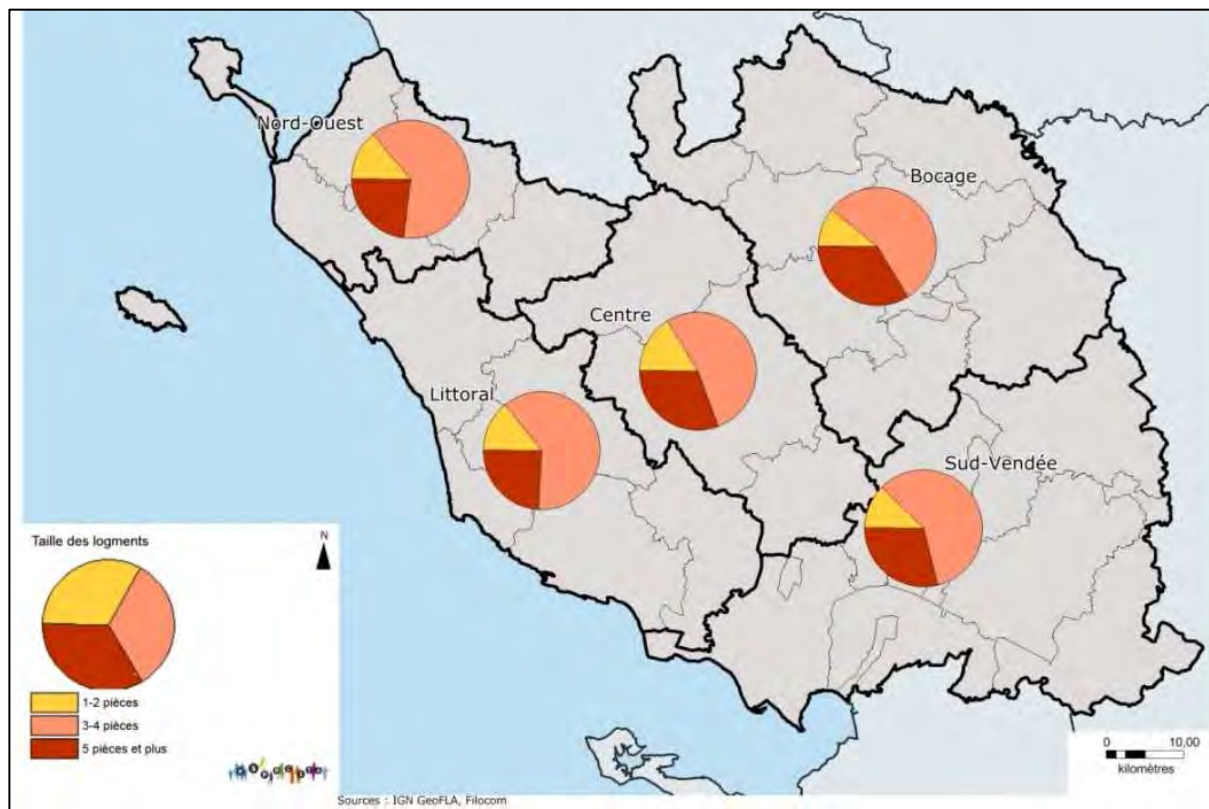 Nord-Ouest
Bocage
Centre
Littoral
Sud-Vendée
Taille des logments
N
1-2 pièces
3-4 pièces
5 pièces et plus
0 10,00
kilomètres
Sources : IGN GeoFLA, Filocom